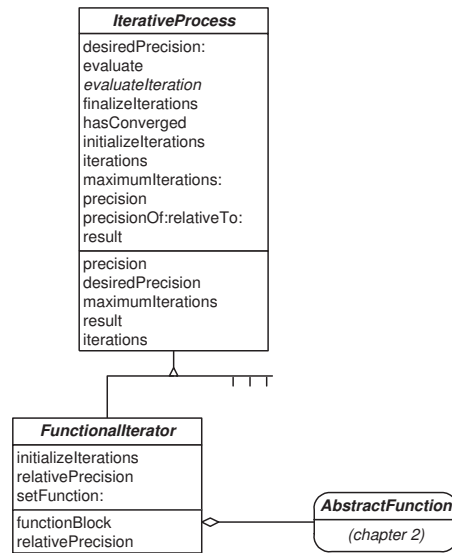 IterativeProcess
desiredPrecision:
evaluate
evaluateIteration
finalizeIterations
hasConverged
initializeIterations
iterations
maximumIterations:
precision
precisionOf:relativeTo:
result
precision
desiredPrecision
maximumIterations
result
iterations
FunctionalIterator
initializeIterations
relativePrecision
setFunction:
functionBlock
relativePrecision
AbstractFunction
(chapter 2)